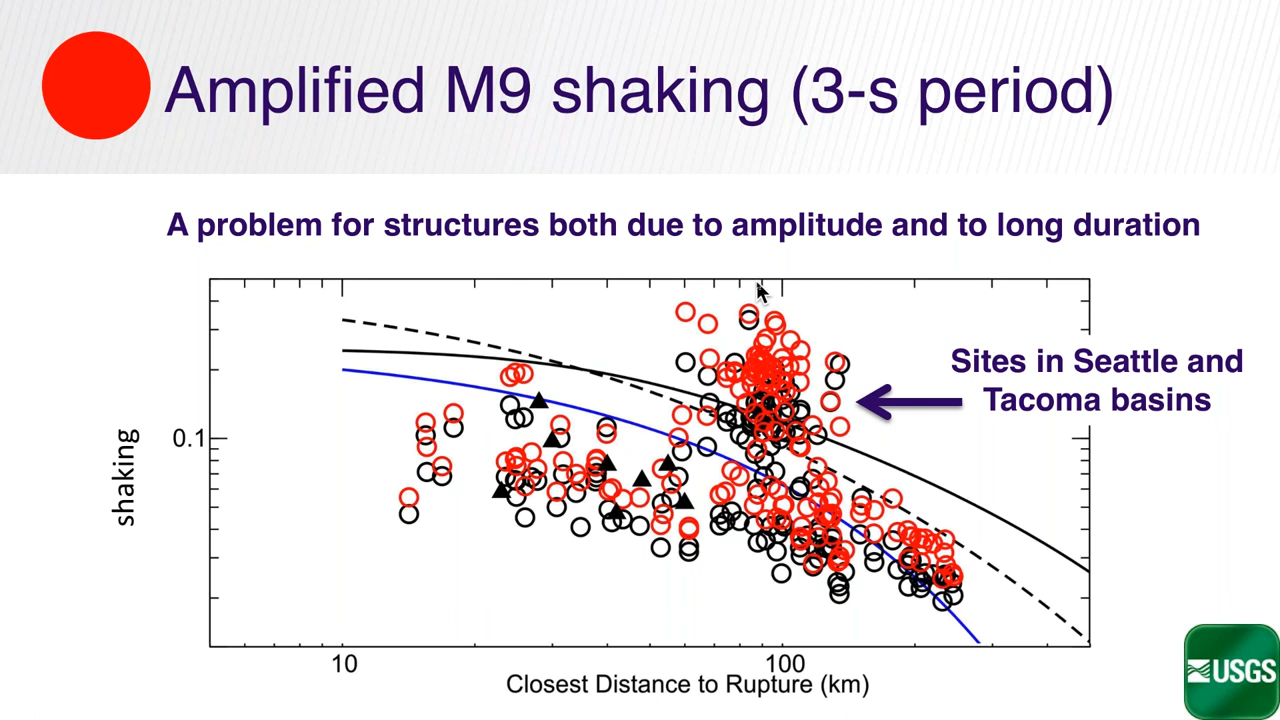 Amplified M9 shaking (3-s period)
A problem for structures both due to amplitude and to long duration
Sites in Seattle and
Tacoma basins
0.1
shaking
10
100
Closest Distance to Rupture (km)
USGS